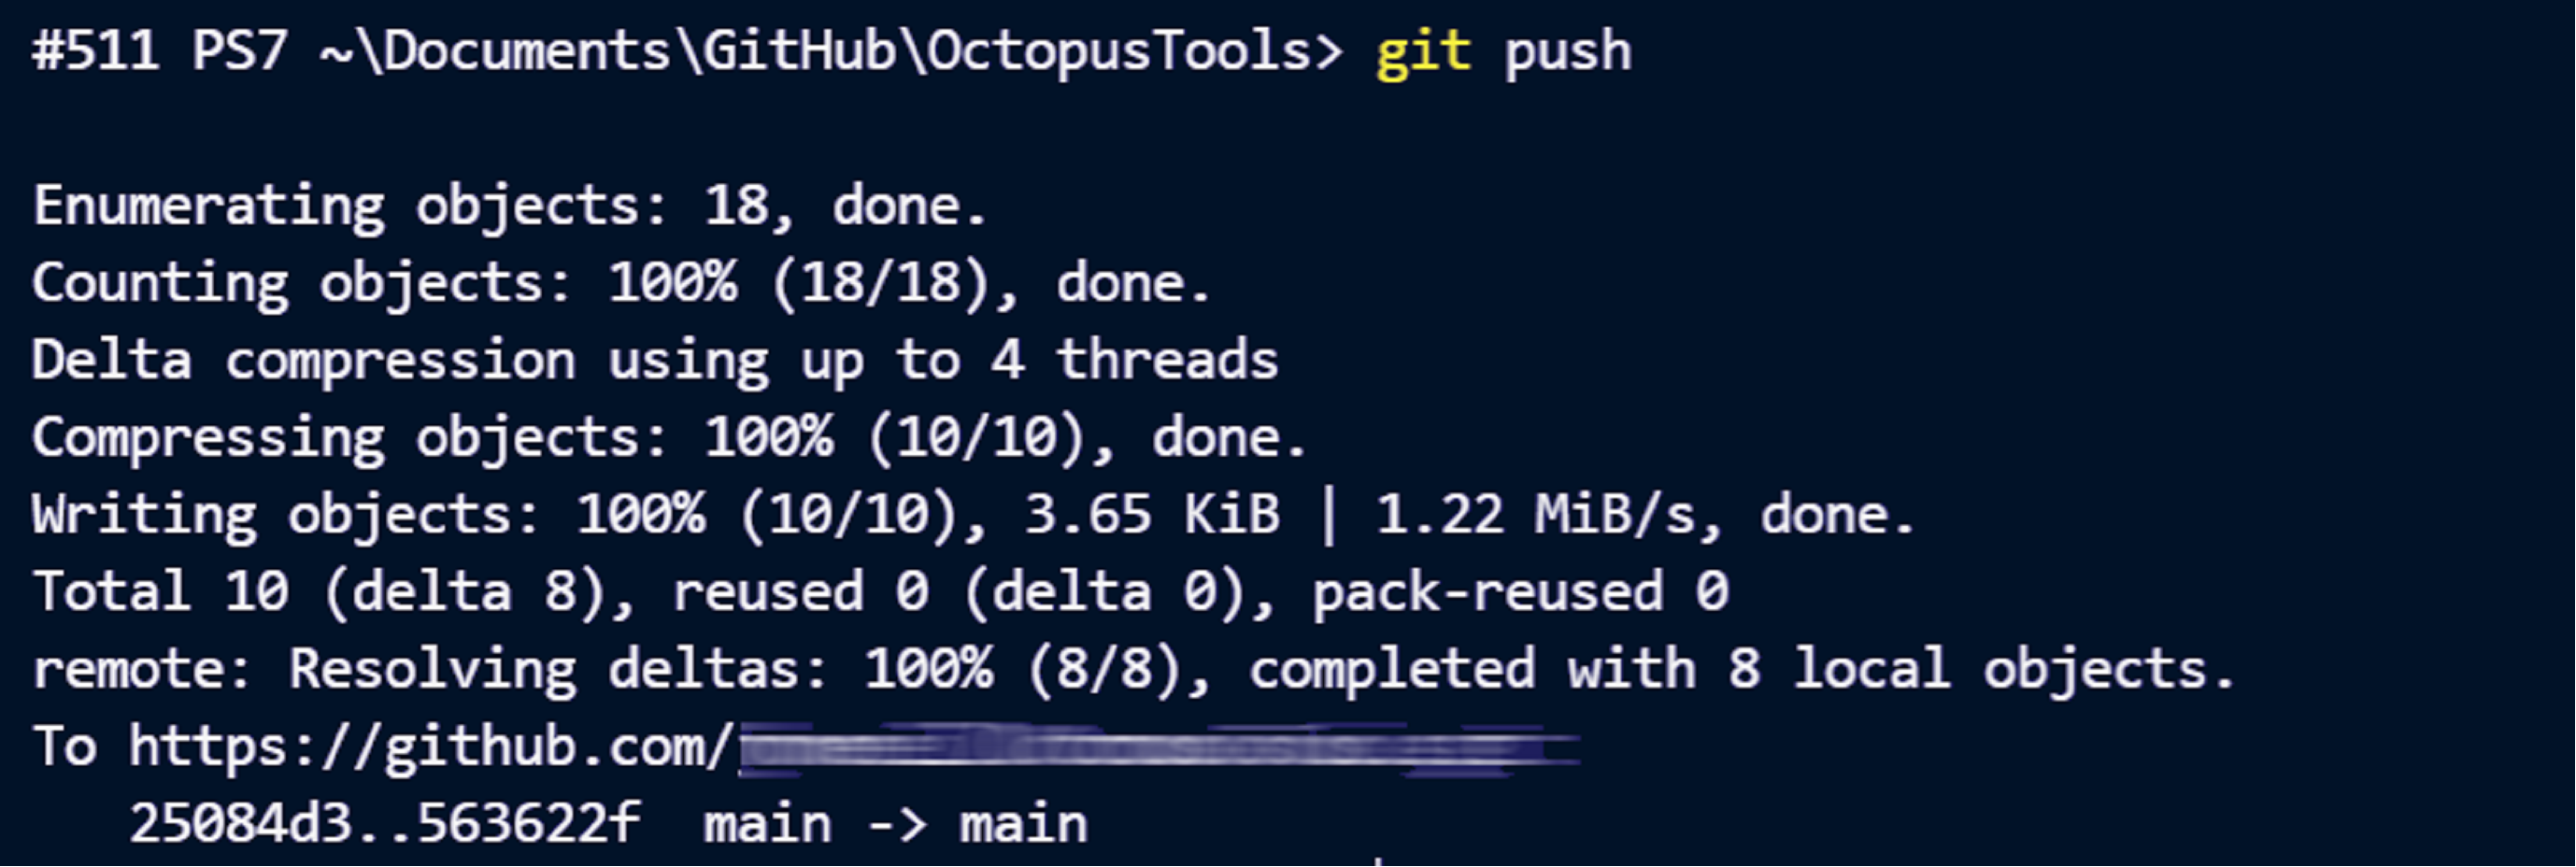 #511 PS7 ~\Documents\GitHub\OctopusTools> git push
Enumerating objects: 18, done.
Counting objects: 100% (18/18), done.
Delta compression using up to 4 threads
Compressing objects: 100% (10/10), done.
Writing objects: 100% (10/10), 3.65 KiB | 1.22 MiB/s, done.
Total 10 (delta 8), reused 0 (delta 0), pack-reused 0
remote: Resolving deltas: 100% (8/8), completed with 8 local objects.
To https://github.com/
25084d3..563622f  main -> main